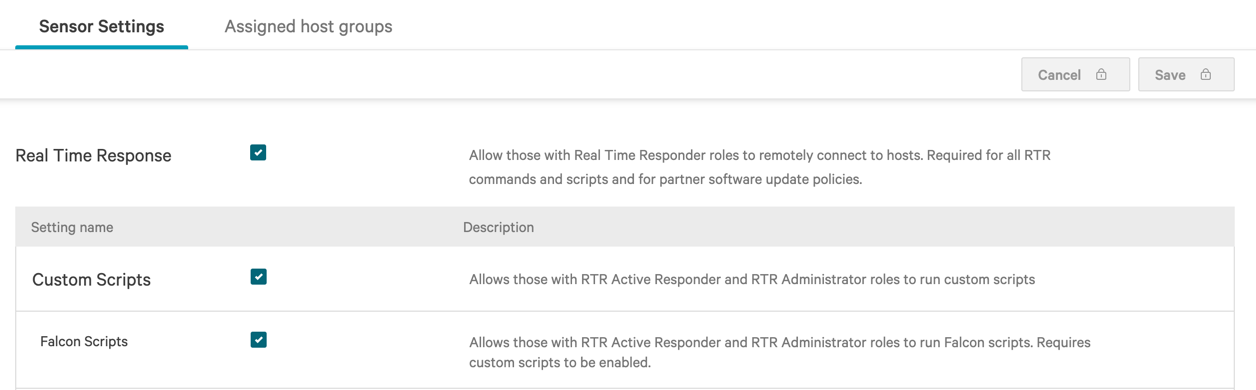 Sensor Settings Assigned host groups
Cancel Save
Real Time Response Allow those with Real Time Responder roles to remotely connect to hosts. Required for all RTR
commands and scripts and for partner software update policies.
Setting name Description
Custom Scripts Allows those with RTR Active Responder and RTR Administrator roles to run custom scripts
Falcon Scripts Allows those with RTR Active Responder and RTR Administrator roles to run Falcon scripts. Requires
custom scripts to be enabled.